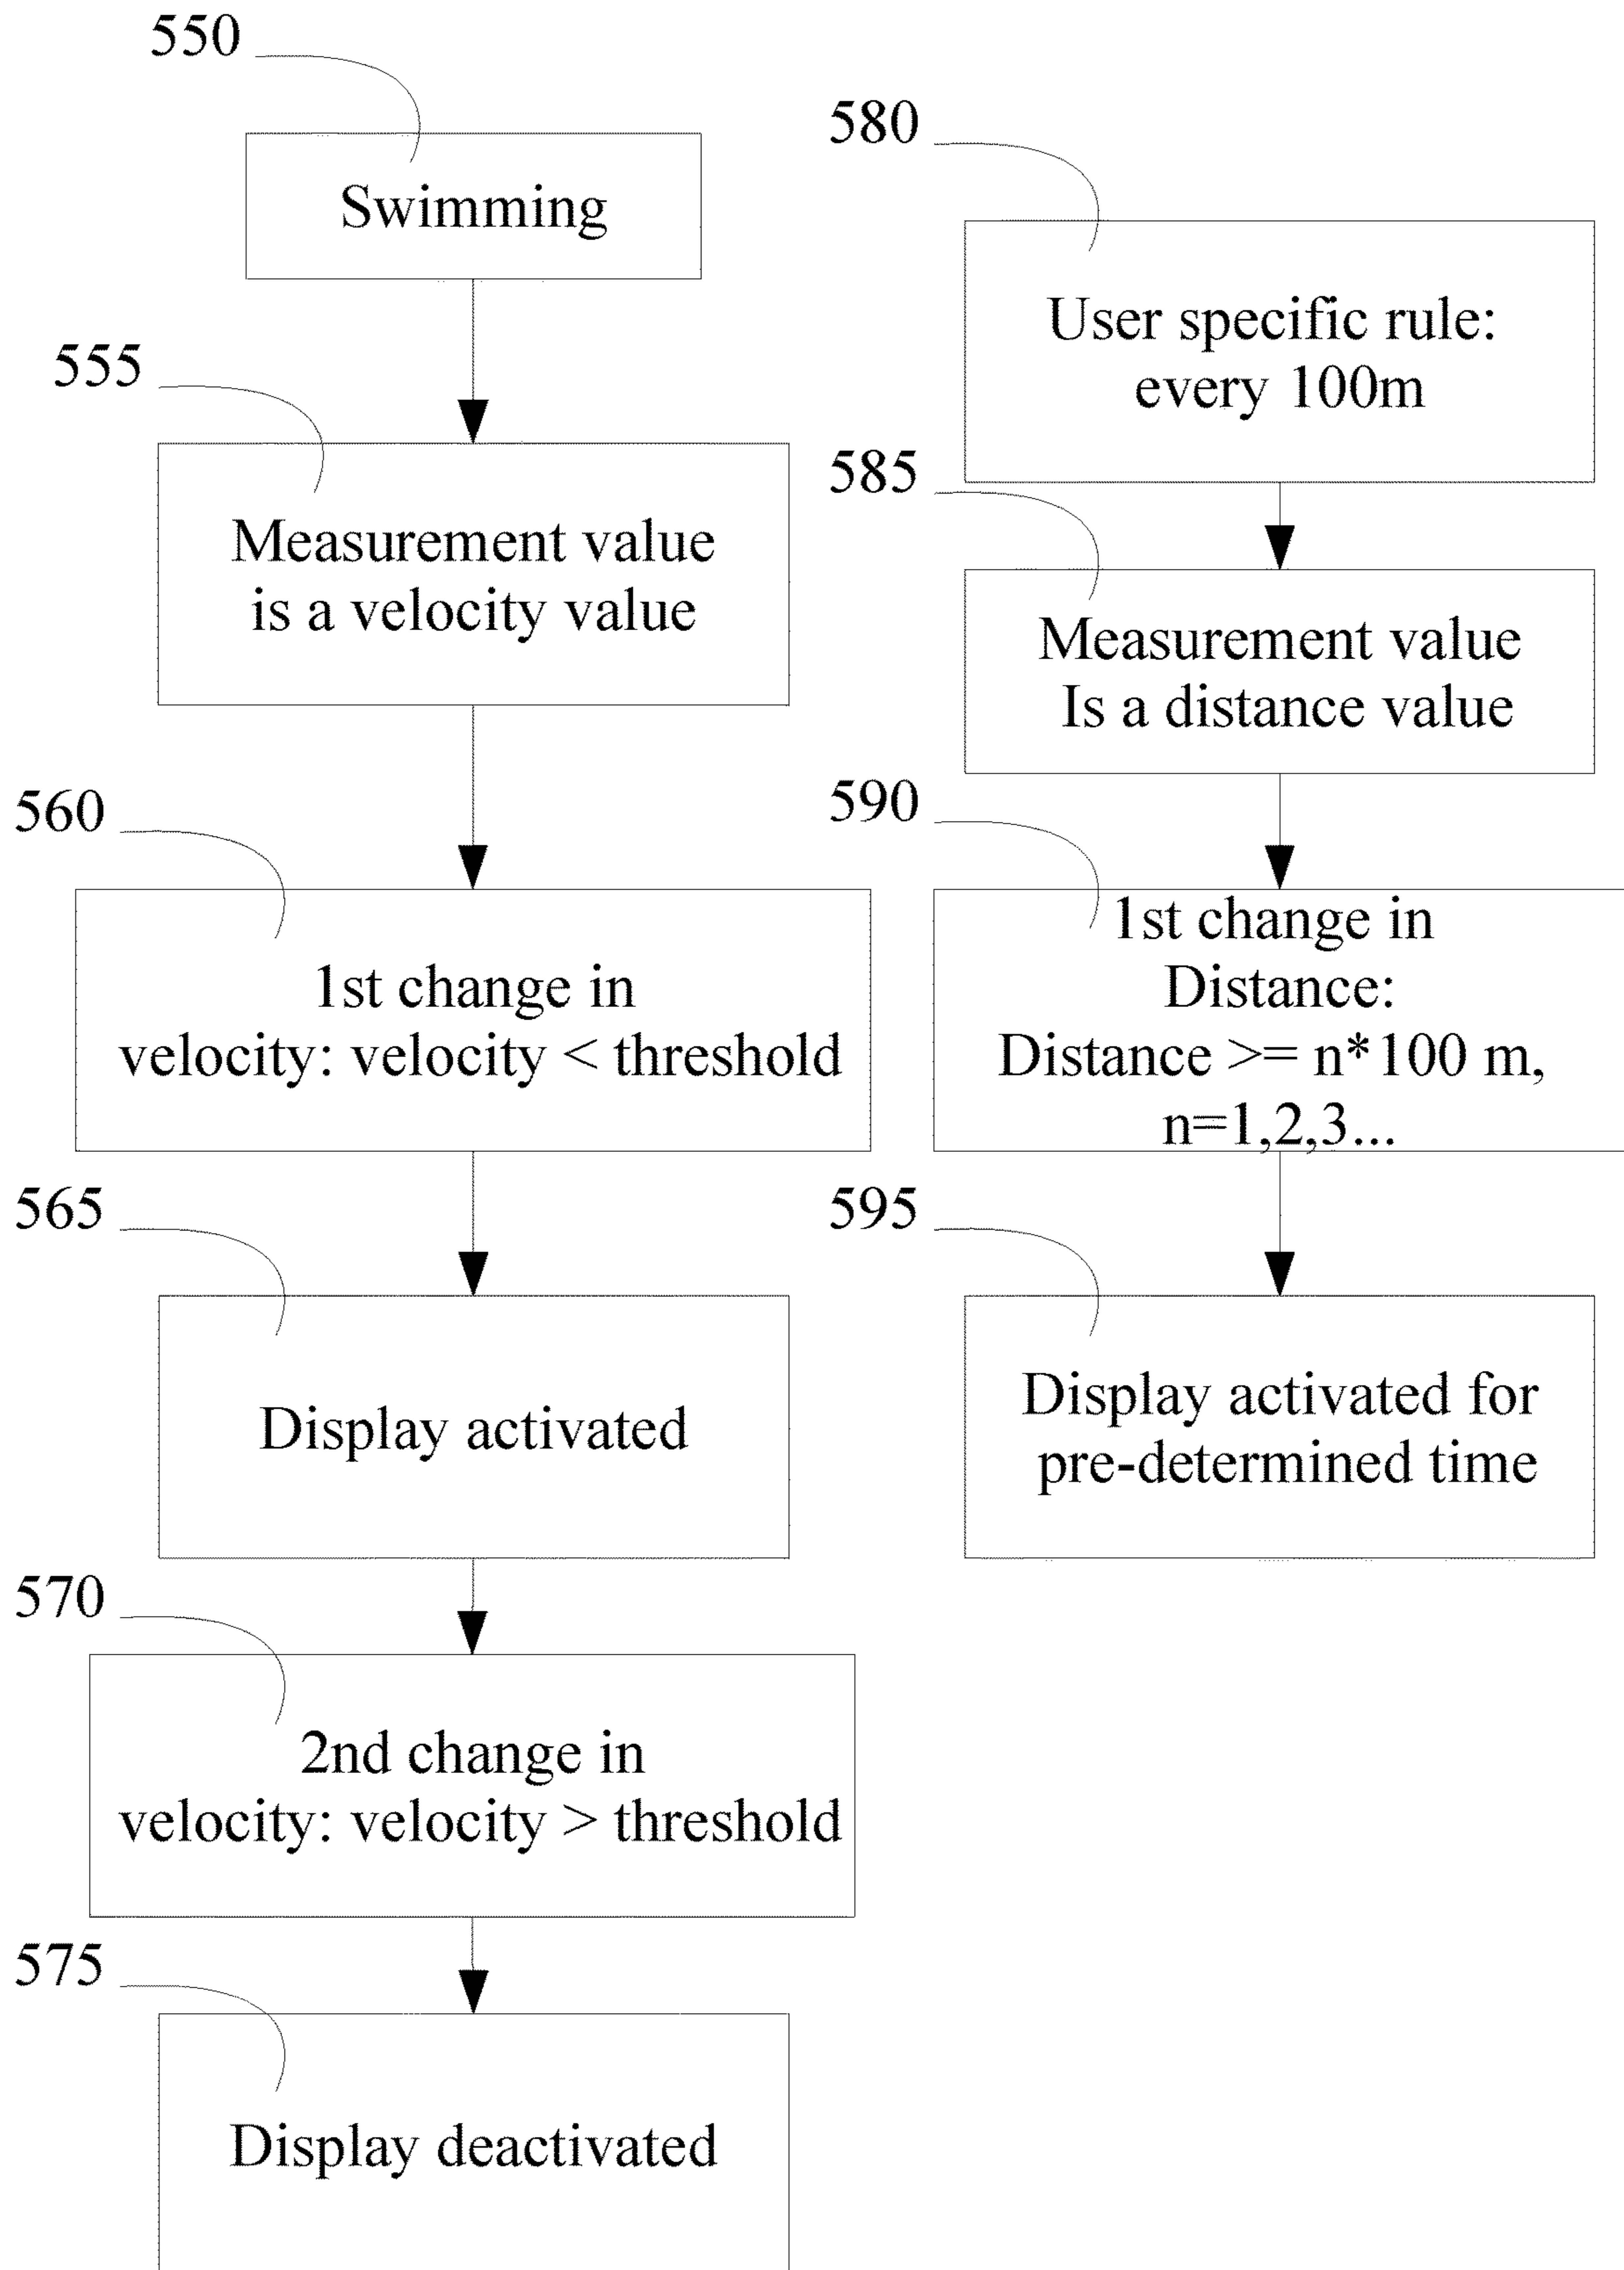 550
Swimming
555
Measurement value
is a velocity value
560
1st change in
velocity: velocity < threshold
565
Display activated
570
2nd change in
velocity: velocity > threshold
575
Display deactivated
580
User specific rule:
every 100m
585
Measurement value
Is a distance value
590
1st change in
Distance:
Distance >= n*100 m,
n=1,2,3...
595
Display activated for
pre-determined time